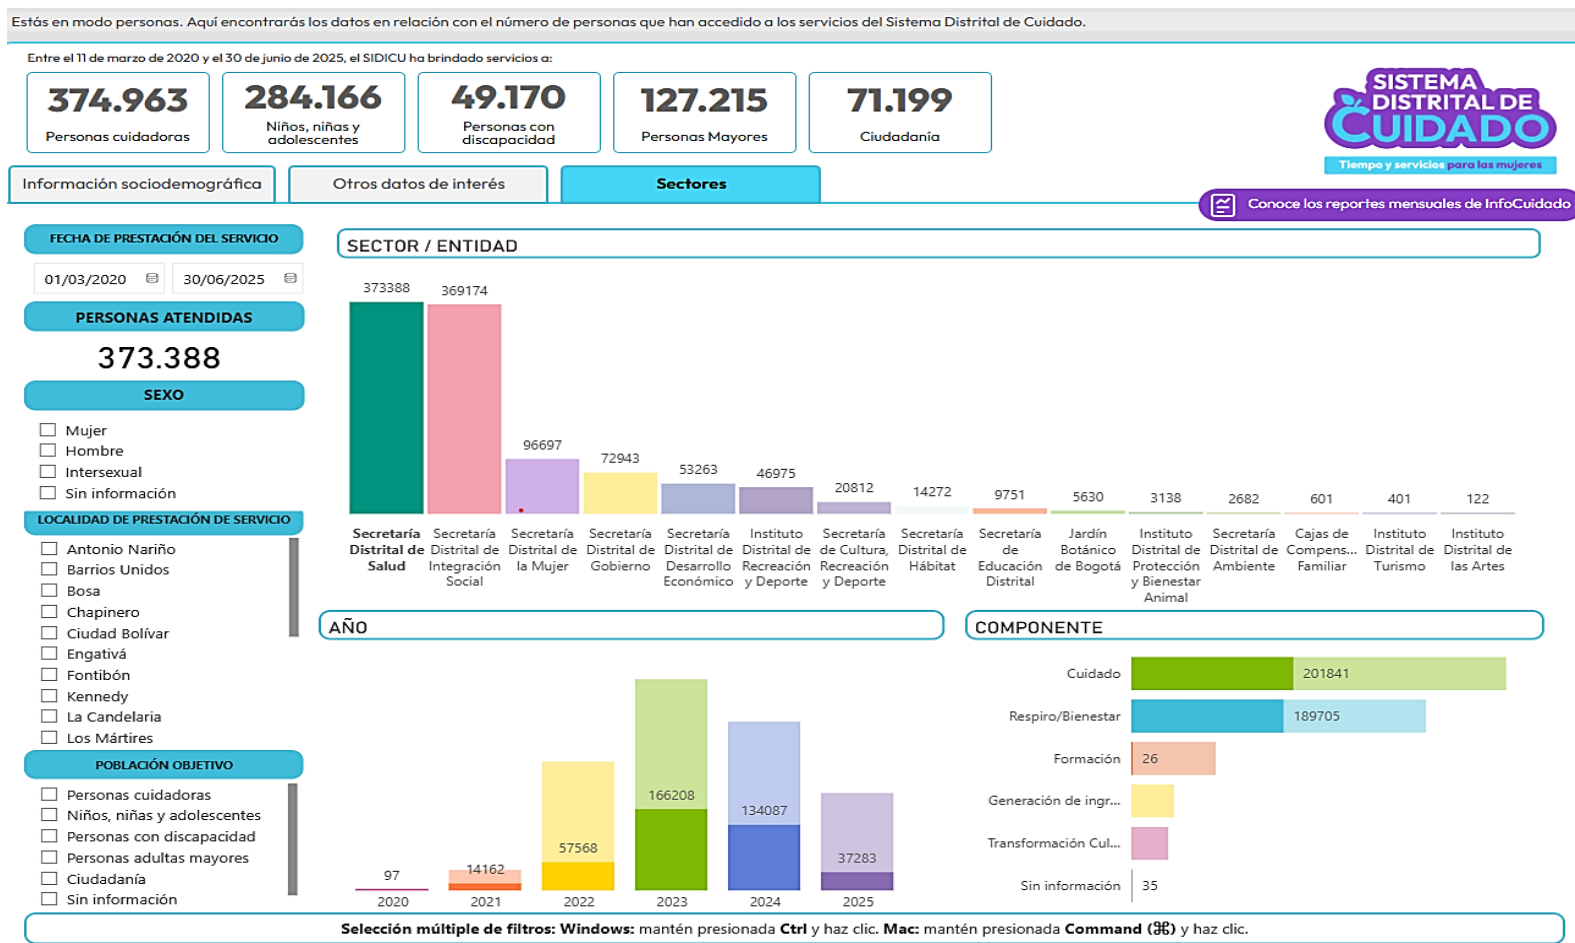 Estás en modo personas. Aquí encontrarás los datos en relación con el número de personas que han accedido a los servicios del Sistema Distrital de Cuidado.
Entre el 11 de marzo de 2020 y el 30 de junio de 2025, el SIDICU ha brindado servicios a:
374.963
Personas cuidadoras
284.166
Niños, niñas y
adolescentes
49.170
Personas con
discapacidad
127.215
Personas Mayores
71.199
Ciudadanía
SISTEMA
DISTRITAL DE
CUIDADO
Tiempo y servicios para las mujeres
Información sociodemográfica
Otros datos de interés
Sectores
Conoce los reportes mensuales de InfoCuidado
FECHA DE PRESTACIÓN DEL SERVICIO
01/03/2020
30/06/2025
PERSONAS ATENDIDAS
373.388
SEXO
Mujer
Hombre
Intersexual
Sin información
LOCALIDAD DE PRESTACIÓN DE SERVICIO
Antonio Nariño
Barrios Unidos
Bosa
Chapinero
Ciudad Bolívar
Engativá
Fontibón
Kennedy
La Candelaria
Los Mártires
POBLACIÓN OBJETIVO
Personas cuidadoras
Niños, niñas y adolescentes
Personas con discapacidad
Personas adultas mayores
Ciudadanía
Sin información
SECTOR / ENTIDAD
373388
369174
96697
72943
53263
46975
20812
14272
9751
5630
3138
2682
601
401
122
Secretaría
Distrital de
Salud
Secretaría
Distrital de
Integración
Social
Secretaría
Distrital de
la Mujer
Secretaría
Distrital de
Gobierno
Secretaría
Distrital de
Desarrollo
Económico
Instituto
Distrital de
Recreación
y Deporte
Secretaría
de Cultura,
Recreación
y Deporte
Secretaría
Distrital de
Hábitat
Secretaría
de
Educación
Distrital
Jardín
Botánico
de Bogotá
Instituto
Distrital de
Protección
y Bienestar
Animal
Secretaría
Distrital de
Ambiente
Cajas de
Compens...
Familiar
Instituto
Distrital de
Turismo
Instituto
Distrital de
las Artes
AÑO
97
14162
57568
166208
134087
37283
2020
2021
2022
2023
2024
2025
COMPONENTE
Cuidado
201841
Respiro/Bienestar
189705
Formación
26
Generación de ingr...
Transformación Cul...
Sin información
35
Selección múltiple de filtros: Windows: mantén presionada Ctrl y haz clic. Mac: mantén presionada Command (⌘) y haz clic.